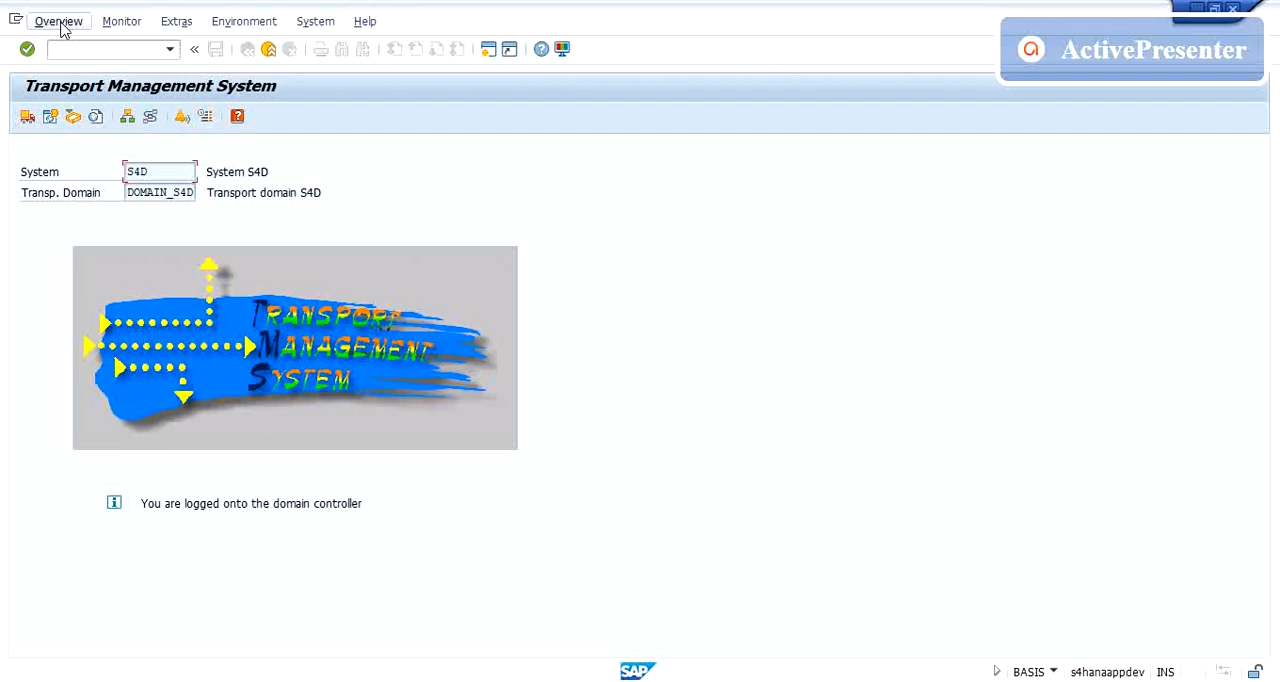 Overview Monitor Extras Environment System Help
ActivePresenter
Transport Management System
System S4D System S4D
Transp. Domain DOMAIN_S4D Transport domain S4D
TRANSPORT
MANAGEMENT
SYSTEM
You are logged onto the domain controller
SAP BASIS s4hanaappdev INS